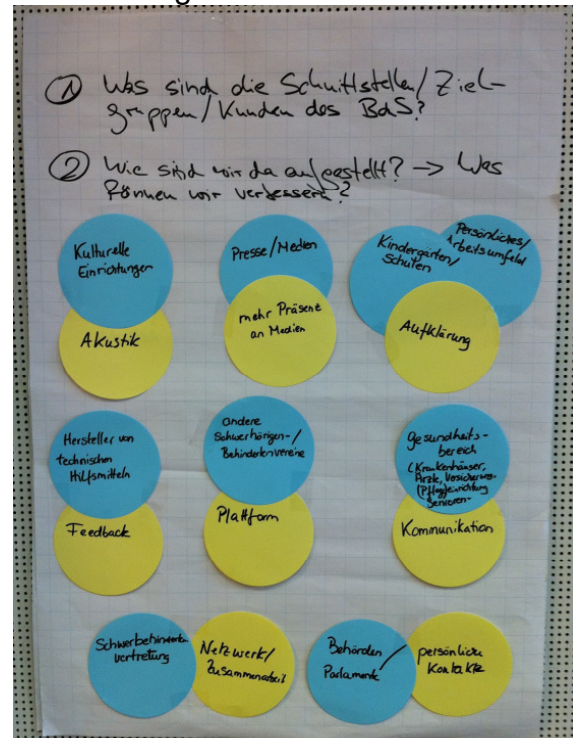 ① Was sind die Schnittstellen/Ziel-
gruppen/Kunden des BdS?
② Wie sind wir da aufgestellt? → Was
können wir verbessern?
Kulturelle
Einrichtungen
Akustik
Presse/Medien
mehr Präsenz
an Medien
Kindergärten/
Schulen
Persönliches/
Arbeitsumfeld
Aufklärung
Hersteller von
technischen
Hilfsmitteln
Feedback
andere
Schwerhörigen-/
Behindertenvereine
Plattform
Gesundheits-
bereich
(Krankenhäuser,
Ärzte,
(Pflegeeinrichtung
Senioren-
Kommunikation
Schwerbehinderten
vertretung
Netzwerk/
Zusammenarbeit
Behörden
Parlamente
persönliche
Kontakte